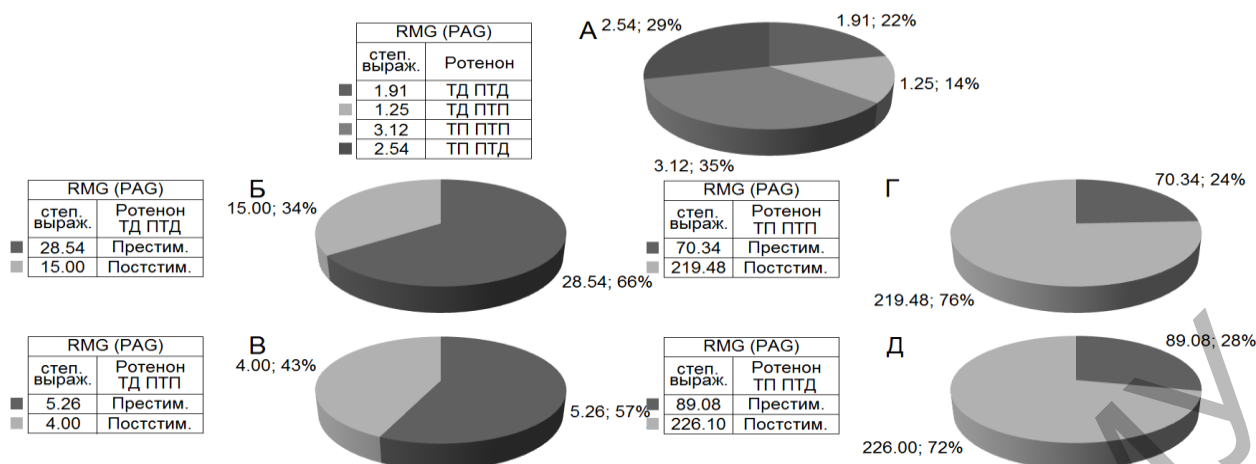 RMG (PAG)
степ. выраж. Ротенон
1.91 ТД ПТД
1.25 ТД ПТП
3.12 ТП ПТП
2.54 ТП ПТД
А
2.54; 29%
1.91; 22%
1.25; 14%
3.12; 35%
RMG (PAG)
степ. выраж. Ротенон ТД ПТД
28.54 Престим.
15.00 Постстим.
Б
15.00; 34%
28.54; 66%
RMG (PAG)
степ. выраж. Ротенон ТП ПТП
70.34 Престим.
219.48 Постстим.
Г
70.34; 24%
219.48; 76%
RMG (PAG)
степ. выраж. Ротенон ТД ПТП
5.26 Престим.
4.00 Постстим.
В
4.00; 43%
5.26; 57%
RMG (PAG)
степ. выраж. Ротенон ТП ПТД
89.08 Престим.
226.10 Постстим.
Д
89.08; 28%
226.00; 72%